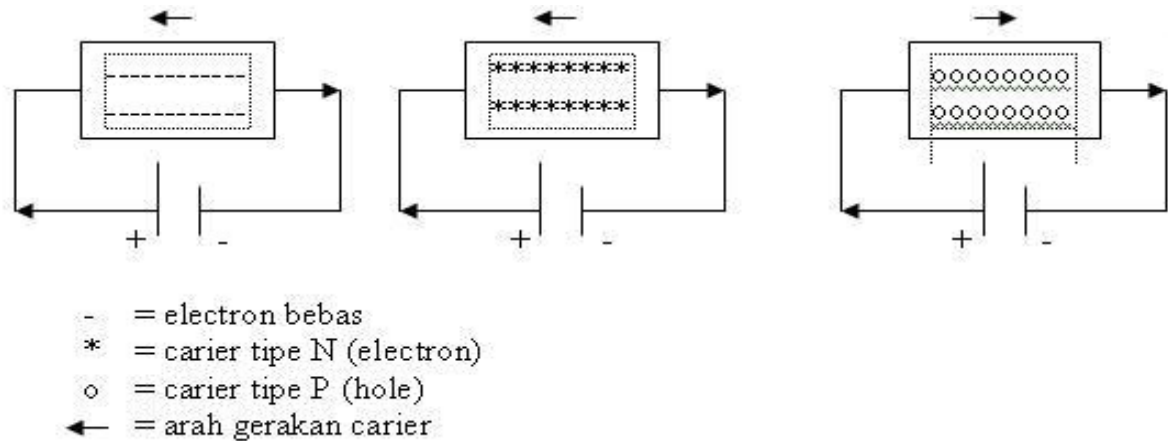 + - + - + -
- = electron bebas
* = carier tipe N (electron)
o = carier tipe P (hole)
← = arah gerakan carier